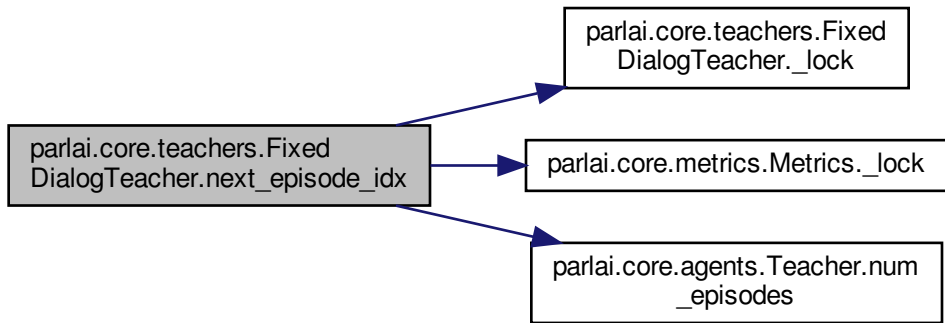 parlai.core.teachers.Fixed
DialogTeacher._lock
parlai.core.teachers.Fixed
DialogTeacher.next_episode_idx
parlai.core.metrics.Metrics._lock
parlai.core.agents.Teacher.num
_episodes